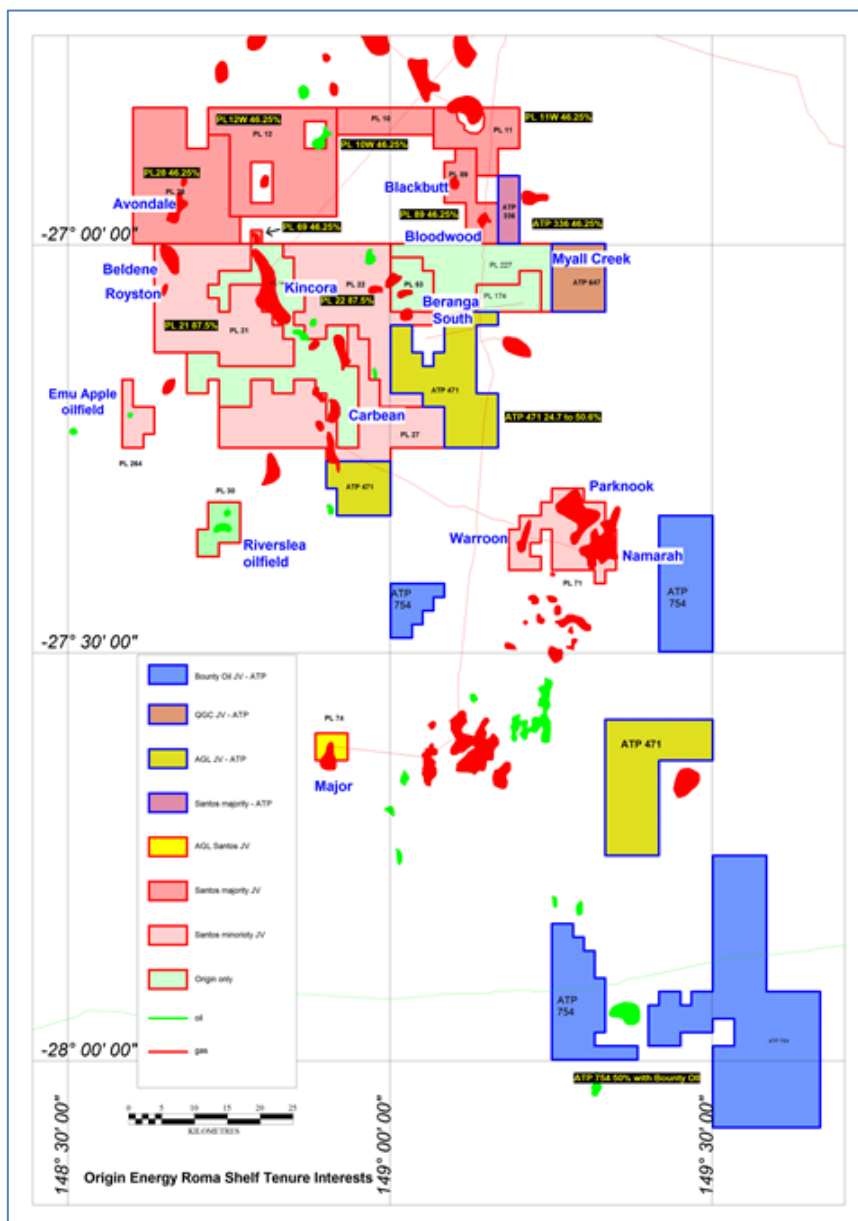 PL12W 46.25%
PL 10
PL 11W 46.25%
PL 12
PL 11
PL 10W 46.25%
PL28 46.25%
Blackbutt
PL 89
Avondale
PL 89 46.25%
ATP
336
ATP 336 46.25%
PL 69 46.25%
Bloodwood
-27° 00' 00"
Beldene
Myall Creek
PL 227
Royston
Kincora
PL 22
PL 53
ATP 647
PL 22 87.5%
Beranga
South
PL 174
PL 21 87.5%
PL 21
Emu Apple
oilfield
ATP 471
Carbean
ATP 471 24.7 to 50.6%
PL 27
PL 264
ATP 471
PL 30
Parknook
Riverslea
oilfield
Warroon
Namarah
PL 71
ATP
754
ATP
754
-27° 30' 00"
Bounty Oil JV - ATP
QGC JV - ATP
AGL JV - ATP
Santos majority - ATP
AGL Santos JV
Santos majority JV
Santos minorioty JV
Origin only
oil
gas
PL 74
Major
ATP 471
ATP
754
ATP 754
-28° 00' 00"
ATP 754 50% with Bounty Oil
0 5 10 15 20 25
KILOMETRES
Origin Energy Roma Shelf Tenure Interests
148° 30' 00"
149° 00' 00"
149° 30' 00"